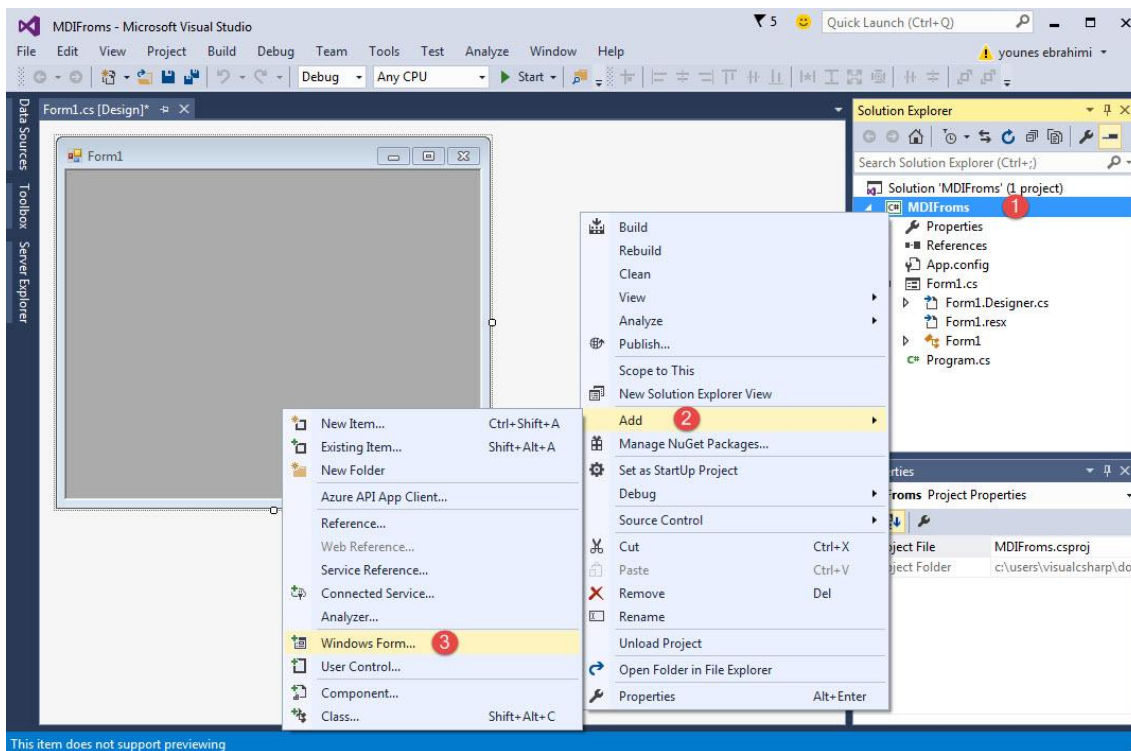 MDIFroms - Microsoft Visual Studio
5
Quick Launch (Ctrl+Q)
File Edit View Project Build Debug Team Tools Test Analyze Window Help
younes ebrahimi
Debug Any CPU Start
Data Sources
Toolbox
Server Explorer
Form1.cs [Design]*
Form1
Build
Rebuild
Clean
View
Analyze
Publish...
Scope to This
New Solution Explorer View
Add 2
Manage NuGet Packages...
Set as StartUp Project
Debug
Source Control
Cut Ctrl+X
Paste Ctrl+V
Remove Del
Rename
Unload Project
Open Folder in File Explorer
Properties Alt+Enter
New Item... Ctrl+Shift+A
Existing Item... Shift+Alt+A
New Folder
Azure API App Client...
Reference...
Web Reference...
Service Reference...
Connected Service...
Analyzer...
Windows Form... 3
User Control...
Component...
Class... Shift+Alt+C
Solution Explorer
Search Solution Explorer (Ctrl+;)
Solution 'MDIFroms' (1 project)
C# MDIFroms 1
Properties
References
App.config
Form1.cs
Form1.Designer.cs
Form1.resx
Form1
C# Program.cs
rties
Froms Project Properties
ject File MDIFroms.csproj
ject Folder c:\users\visualcsharp\do
This item does not support previewing